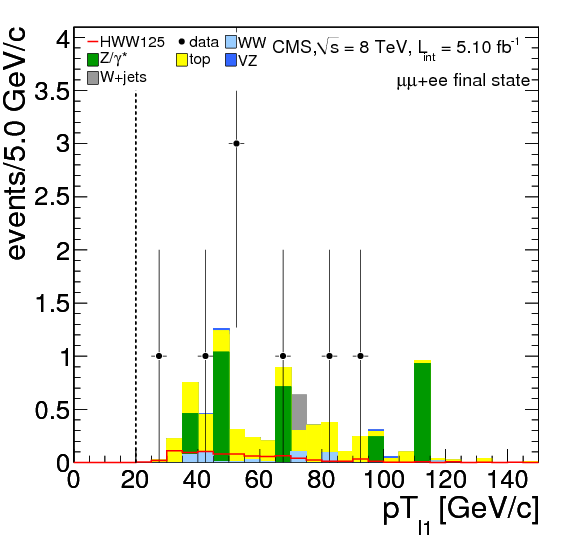 HWW125 data WW
Z/γ* top VZ
W+jets
CMS,√s = 8 TeV, L_int = 5.10 fb⁻¹
μμ+ee final state
events/5.0 GeV/c
4
3.5
3
2.5
2
1.5
1
0.5
0
0 20 40 60 80 100 120 140
pT_l1 [GeV/c]